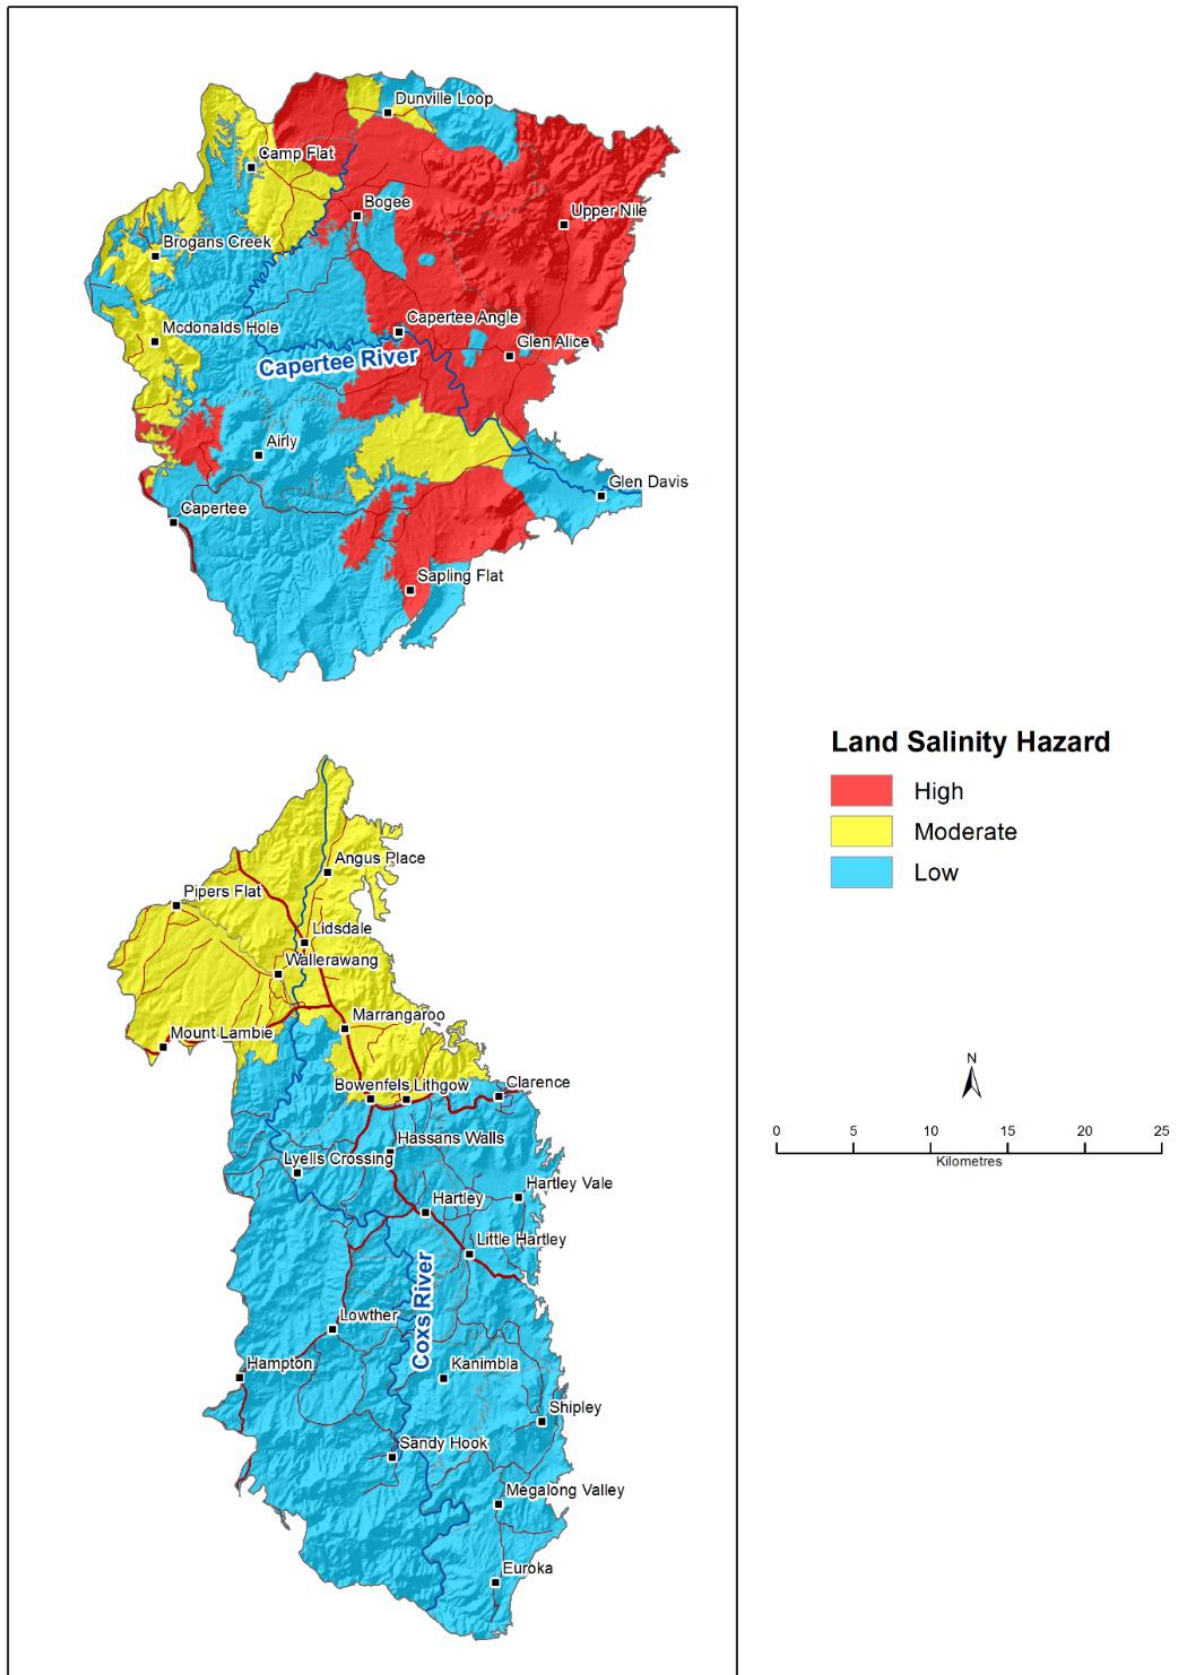 Dunville Loop
Camp Flat
Bogee
Upper Nile
Brogans Creek
Capertee Angle
Mcdonalds Hole
Glen Alice
Capertee River
Airly
Glen Davis
Capertee
Sapling Flat
Land Salinity Hazard
High
Moderate
Low
Angus Place
Pipers Flat
Lidsdale
Wallerawang
Marrangaroo
Mount Lambie
N
Bowenfels Lithgow
Clarence
0 5 10 15 20 25
Kilometres
Hassans Walls
Lyells Crossing
Hartley Vale
Hartley
Little Hartley
Coxs River
Lowther
Hampton
Kanimbla
Shipley
Sandy Hook
Megalong Valley
Euroka